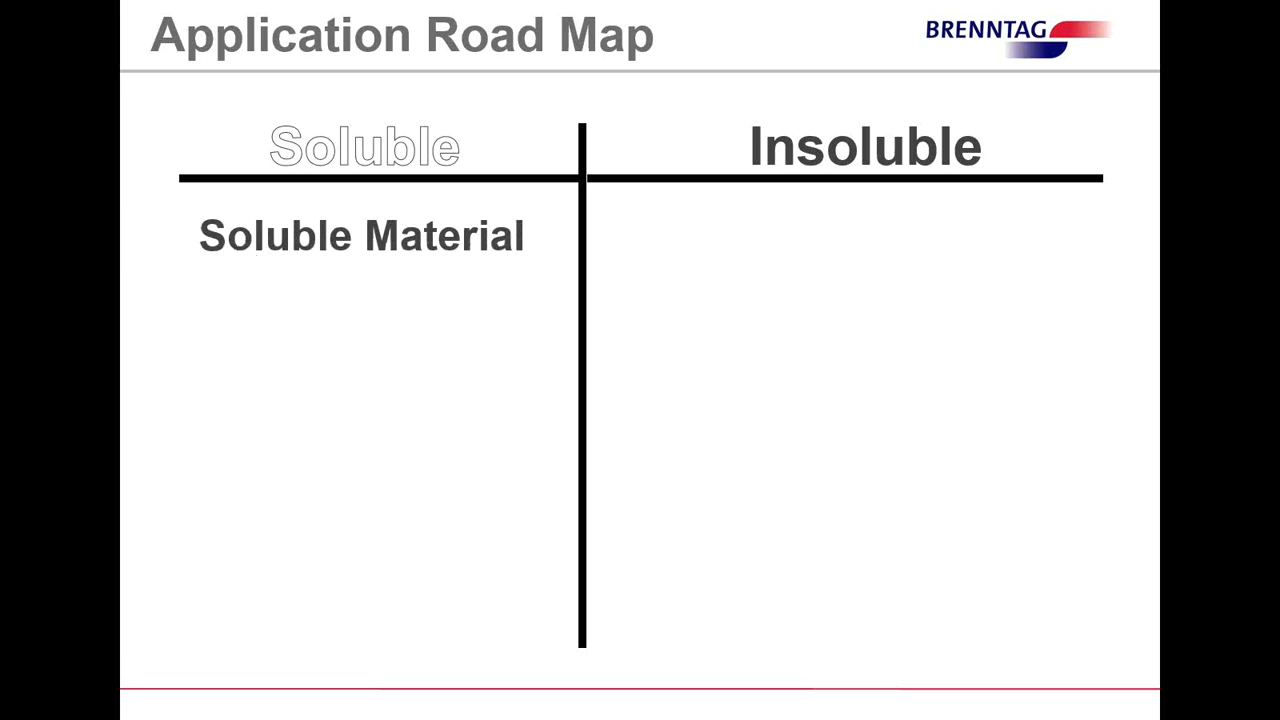 Application Road Map
BRENNTAG
Soluble
Insoluble
Soluble Material